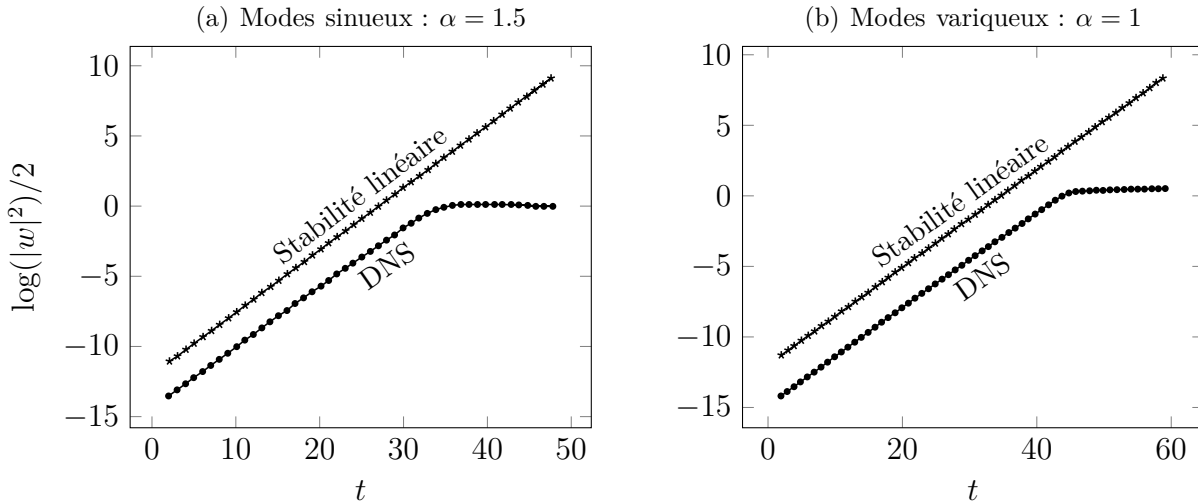 (a) Modes sinueux : α = 1.5
10
5
0
−5
−10
−15
log(|w|²)/2
Stabilité linéaire
DNS
0 10 20 30 40 50
t
(b) Modes variqueux : α = 1
10
5
0
−5
−10
−15
Stabilité linéaire
DNS
0 20 40 60
t